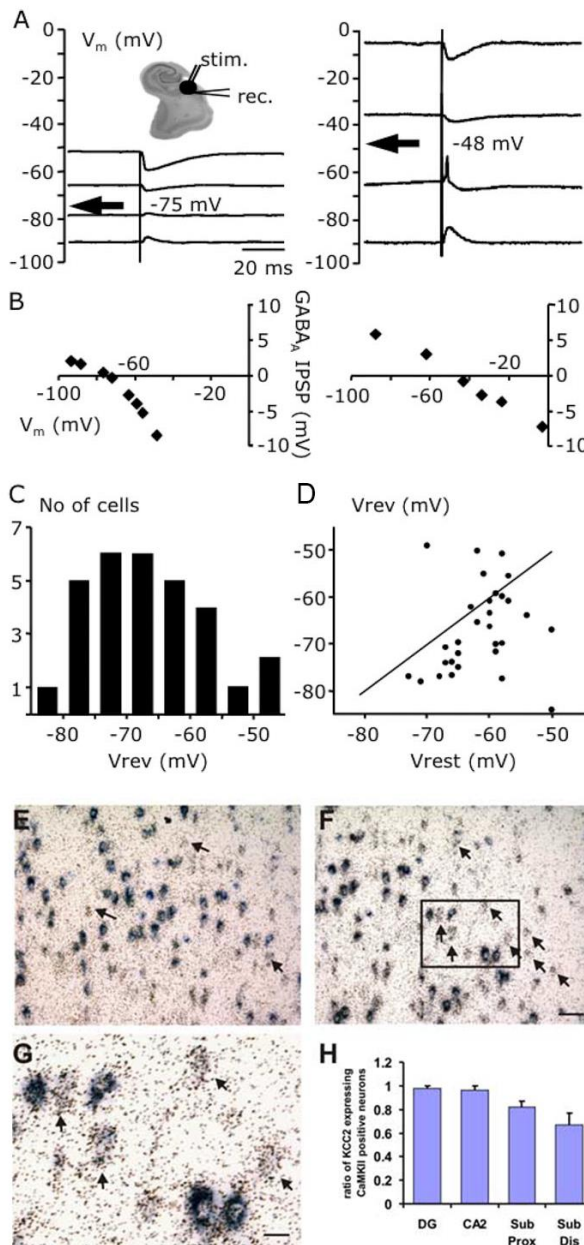 A
V_m (mV)
0
-20
-40
-60
-80
-100
stim.
rec.
-75 mV
20 ms
0
-20
-40
-60
-80
-100
-48 mV
B
10
5
0
-5
-10
-100
-60
-20
V_m (mV)
GABA_A IPSP (mV)
10
5
0
-5
-10
-100
-60
-20
C
No of cells
7
5
3
1
-80
-70
-60
-50
Vrev (mV)
D
Vrev (mV)
-50
-60
-70
-80
-80
-70
-60
-50
Vrest (mV)
E
F
G
H
ratio of KCC2 expressing
CaMKII positive neurons
1.2
1
0.8
0.6
0.4
0.2
0
DG
CA2
Sub Prox
Sub Dis